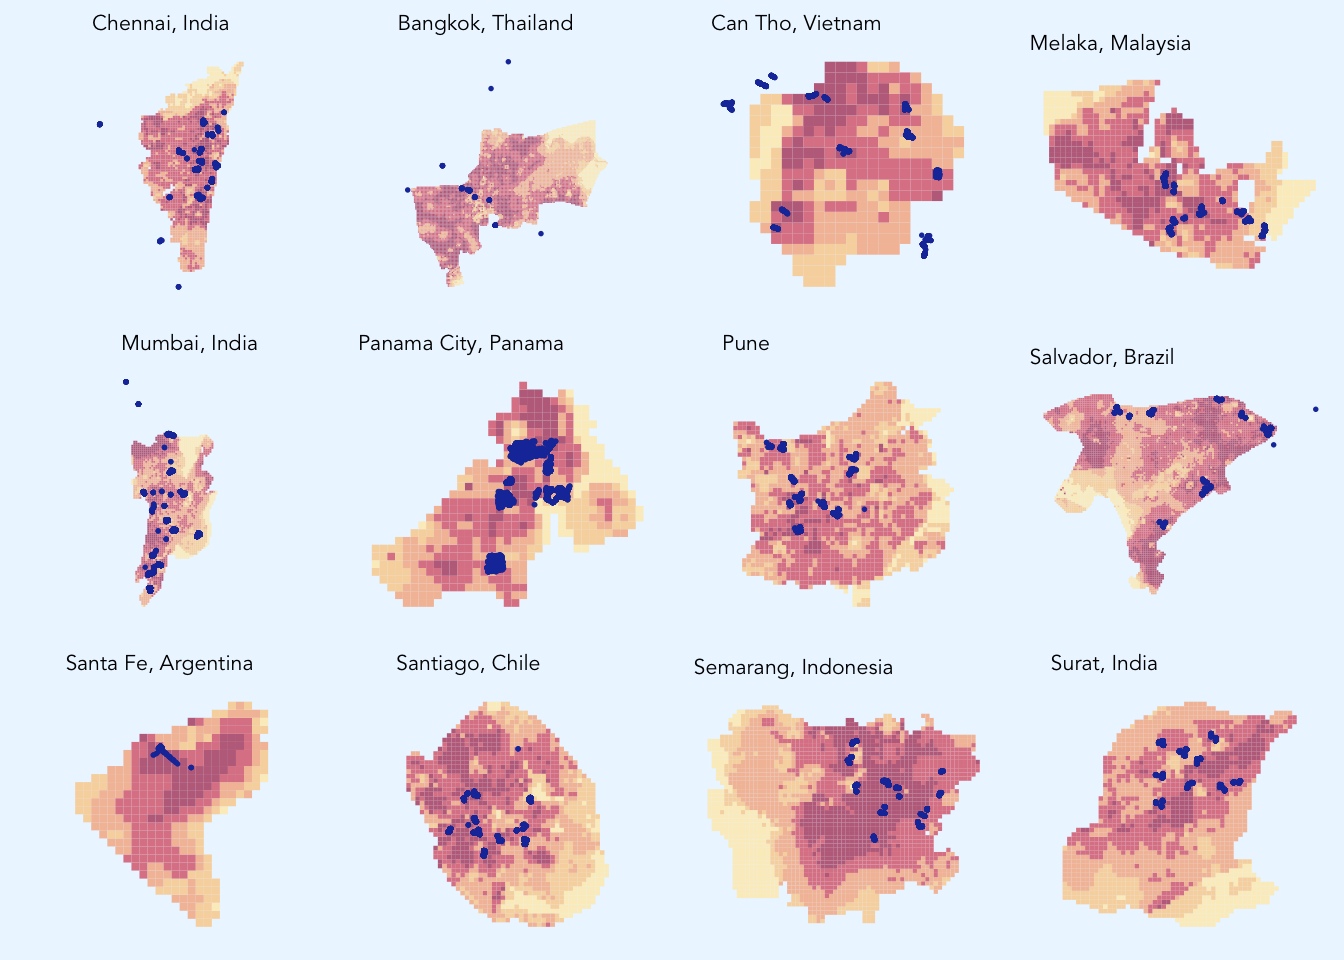 Chennai, India
Bangkok, Thailand
Can Tho, Vietnam
Melaka, Malaysia
Mumbai, India
Panama City, Panama
Pune
Salvador, Brazil
Santa Fe, Argentina
Santiago, Chile
Semarang, Indonesia
Surat, India